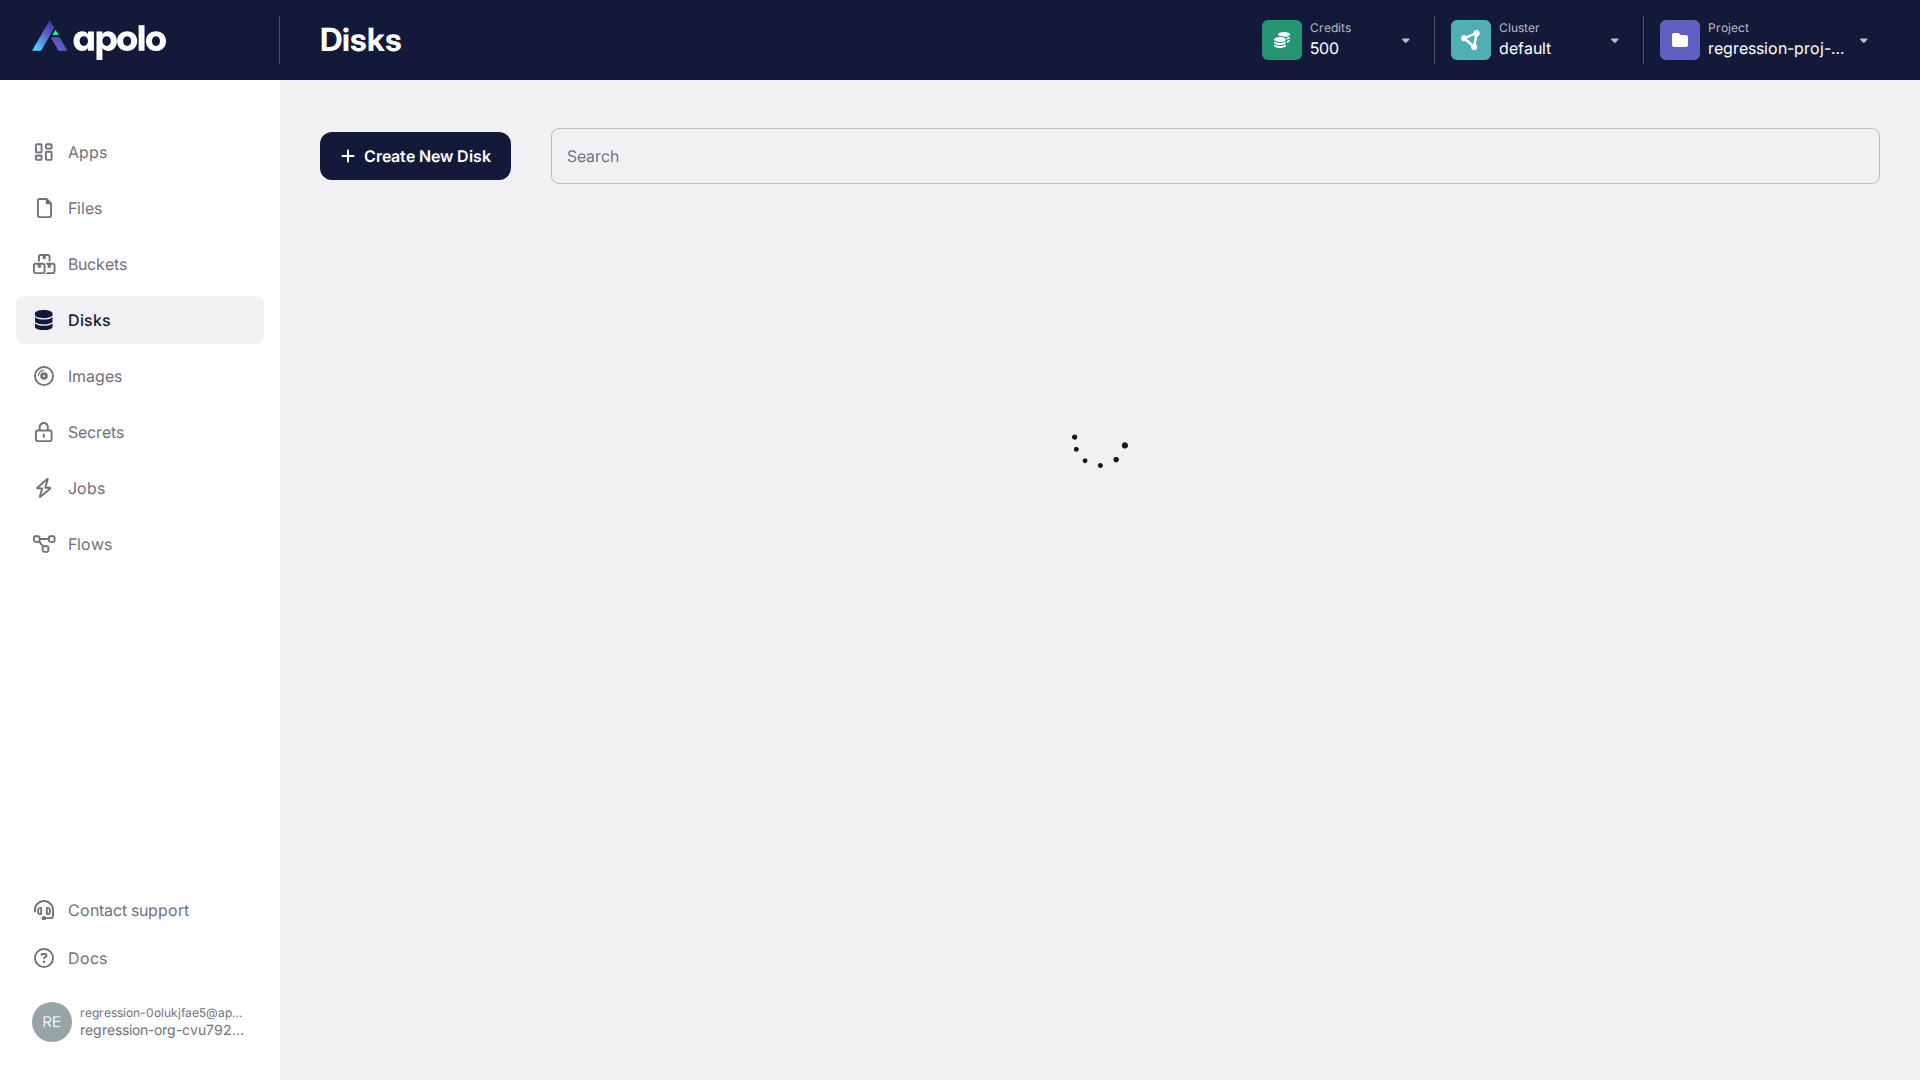 apolo
Disks
Credits
500
Cluster
default
Project
regression-proj-...
Apps
Files
Buckets
Disks
Images
Secrets
Jobs
Flows
Create New Disk
Search
Contact support
Docs
RE
regression-0olukjfae5@ap...
regression-org-cvu792...